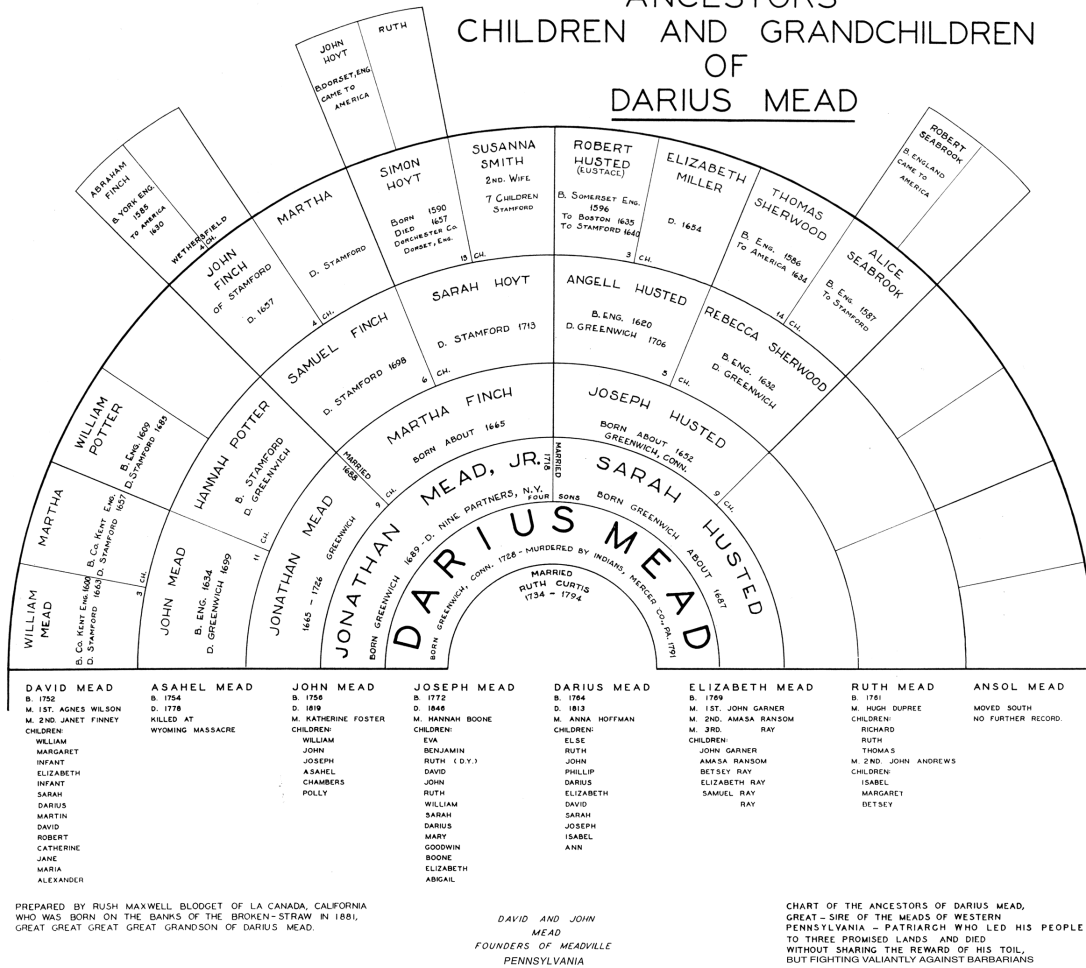 ANCESTORS
CHILDREN AND GRANDCHILDREN
OF
DARIUS MEAD
JOHN
HOYT
B.DORSET, ENG.
CAME TO
AMERICA
RUTH
ABRAHAM
FINCH
B. YORK ENG.
1585
TO AMERICA
1630
WETHERSFIELD
4 CH.
ROBERT
SEABROOK
B. ENGLAND
CAME TO
AMERICA
WILLIAM
MEAD
B. CO. KENT ENG. 1600
D. STAMFORD 1663
3 CH.
MARTHA
B. CO. KENT ENG.
D. STAMFORD 1657
WILLIAM
POTTER
B. ENG. 1609
D. STAMFORD 1685
JOHN
FINCH
OF STAMFORD
D. 1657
4 CH.
MARTHA
D. STAMFORD
SIMON
HOYT
BORN 1590
DIED 1657
DORCHESTER CO.
DORSET, ENG.
13 CH.
SUSANNA
SMITH
2ND. WIFE
7 CHILDREN
STAMFORD
ROBERT
HUSTED
(EUSTACE)
B. SOMERSET ENG.
1596
TO BOSTON 1635
TO STAMFORD 1640
3 CH.
ELIZABETH
MILLER
D. 1654
THOMAS
SHERWOOD
B. ENG. 1586
TO AMERICA 1634
14 CH.
ALICE
SEABROOK
B. ENG. 1587
TO STAMFORD
JOHN MEAD
B. ENG. 1634
D. GREENWICH 1699
11 CH.
HANNAH POTTER
B. STAMFORD
D. GREENWICH
SAMUEL FINCH
D. STAMFORD 1698
6 CH.
SARAH HOYT
D. STAMFORD 1713
ANGELL HUSTED
B. ENG. 1620
D. GREENWICH 1706
5 CH.
REBECCA SHERWOOD
B. ENG. 1632
D. GREENWICH
JONATHAN MEAD
1665 - 1726 GREENWICH
MARRIED
1688
9 CH.
MARTHA FINCH
BORN ABOUT 1665
JOSEPH HUSTED
BORN ABOUT 1652
GREENWICH, CONN.
9 CH.
JONATHAN MEAD, JR.
BORN GREENWICH 1689 - D. NINE PARTNERS, N.Y.
1718
MARRIED
FOUR SONS
SARAH HUSTED
BORN GREENWICH ABOUT 1687
DARIUS MEAD
BORN GREENWICH, CONN. 1728 - MURDERED BY INDIANS, MERCER CO., PA. 1791
MARRIED
RUTH CURTIS
1734 - 1794
DAVID MEAD
B. 1752
M. 1ST. AGNES WILSON
M. 2ND. JANET FINNEY
CHILDREN:
WILLIAM
MARGARET
INFANT
ELIZABETH
INFANT
SARAH
DARIUS
MARTIN
DAVID
ROBERT
CATHERINE
JANE
MARIA
ALEXANDER
ASAHEL MEAD
B. 1754
D. 1778
KILLED AT
WYOMING MASSACRE
JOHN MEAD
B. 1756
D. 1819
M. KATHERINE FOSTER
CHILDREN:
WILLIAM
JOHN
JOSEPH
ASAHEL
CHAMBERS
POLLY
JOSEPH MEAD
B. 1772
D. 1846
M. HANNAH BOONE
CHILDREN:
EVA
BENJAMIN
RUTH (D.Y.)
DAVID
JOHN
RUTH
WILLIAM
SARAH
DARIUS
MARY
GOODWIN
BOONE
ELIZABETH
ABIGAIL
DARIUS MEAD
B. 1764
D. 1813
M. ANNA HOFFMAN
CHILDREN:
ELSE
RUTH
JOHN
PHILLIP
DARIUS
ELIZABETH
DAVID
SARAH
JOSEPH
ISABEL
ANN
ELIZABETH MEAD
B. 1769
M. 1ST. JOHN GARNER
M. 2ND. AMASA RANSOM
M. 3RD. RAY
CHILDREN:
JOHN GARNER
AMASA RANSOM
BETSEY RAY
ELIZABETH RAY
SAMUEL RAY
RAY
RUTH MEAD
B. 1761
M. HUGH DUPREE
CHILDREN:
RICHARD
RUTH
THOMAS
M. 2ND. JOHN ANDREWS
CHILDREN:
ISABEL
MARGARET
BETSEY
ANSOL MEAD
MOVED SOUTH
NO FURTHER RECORD.
PREPARED BY RUSH MAXWELL BLODGET OF LA CANADA, CALIFORNIA
WHO WAS BORN ON THE BANKS OF THE BROKEN-STRAW IN 1881,
GREAT GREAT GREAT GREAT GRANDSON OF DARIUS MEAD.
DAVID AND JOHN
MEAD
FOUNDERS OF MEADVILLE
PENNSYLVANIA
CHART OF THE ANCESTORS OF DARIUS MEAD,
GREAT - SIRE OF THE MEADS OF WESTERN
PENNSYLVANIA - PATRIARCH WHO LED HIS PEOPLE
TO THREE PROMISED LANDS AND DIED
WITHOUT SHARING THE REWARD OF HIS TOIL,
BUT FIGHTING VALIANTLY AGAINST BARBARIANS